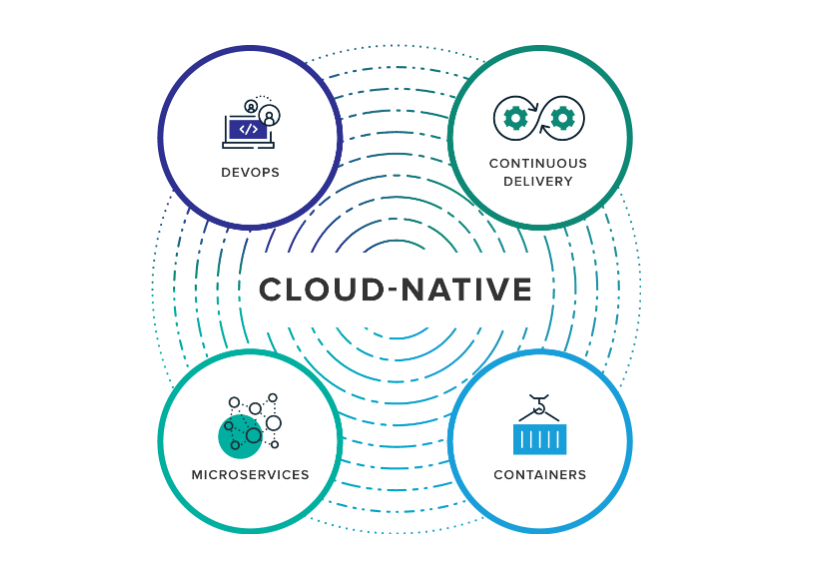 </>
DEVOPS
CONTINUOUS
DELIVERY
CLOUD-NATIVE
MICROSERVICES
CONTAINERS